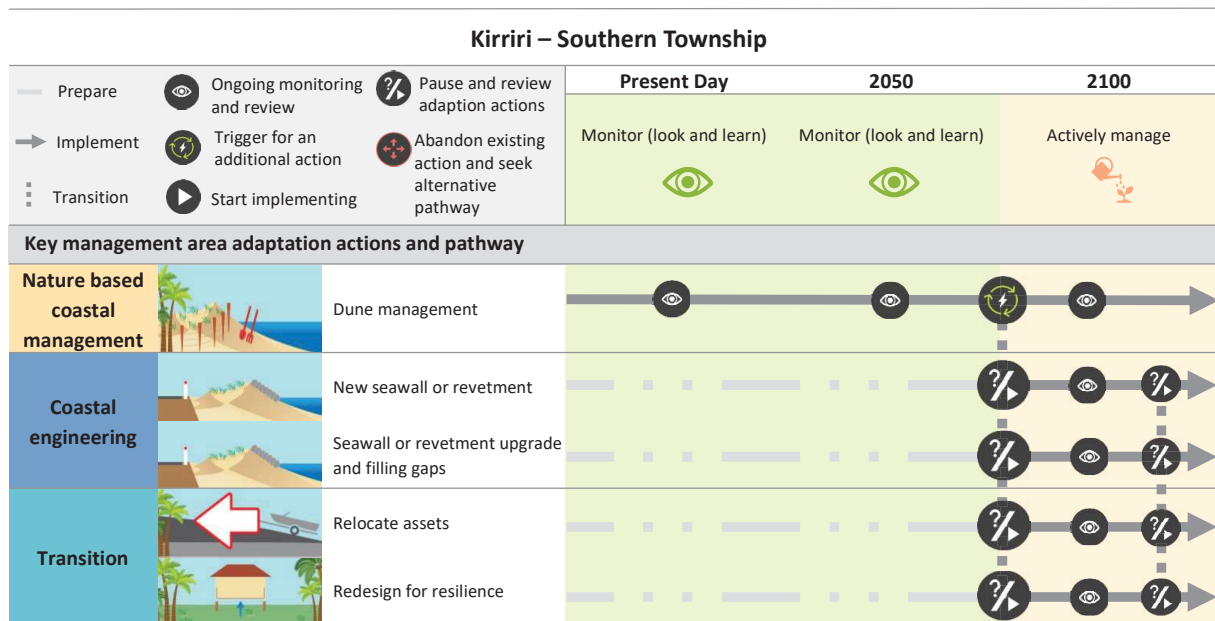 Kirriri – Southern Township
Prepare
Ongoing monitoring
and review
Pause and review
adaption actions
Implement
Trigger for an
additional action
Abandon existing
action and seek
alternative
pathway
Transition
Start implementing
Present Day
2050
2100
Monitor (look and learn)
Monitor (look and learn)
Actively manage
Key management area adaptation actions and pathway
Nature based
coastal
management
Dune management
Coastal
engineering
New seawall or revetment
Seawall or revetment upgrade
and filling gaps
Transition
Relocate assets
Redesign for resilience